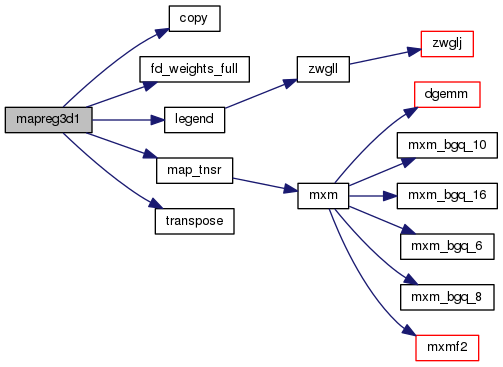 mapreg3d1
copy
fd_weights_full
legend
map_tnsr
transpose
zwgll
mxm
zwglj
dgemm
mxm_bgq_10
mxm_bgq_16
mxm_bgq_6
mxm_bgq_8
mxmf2